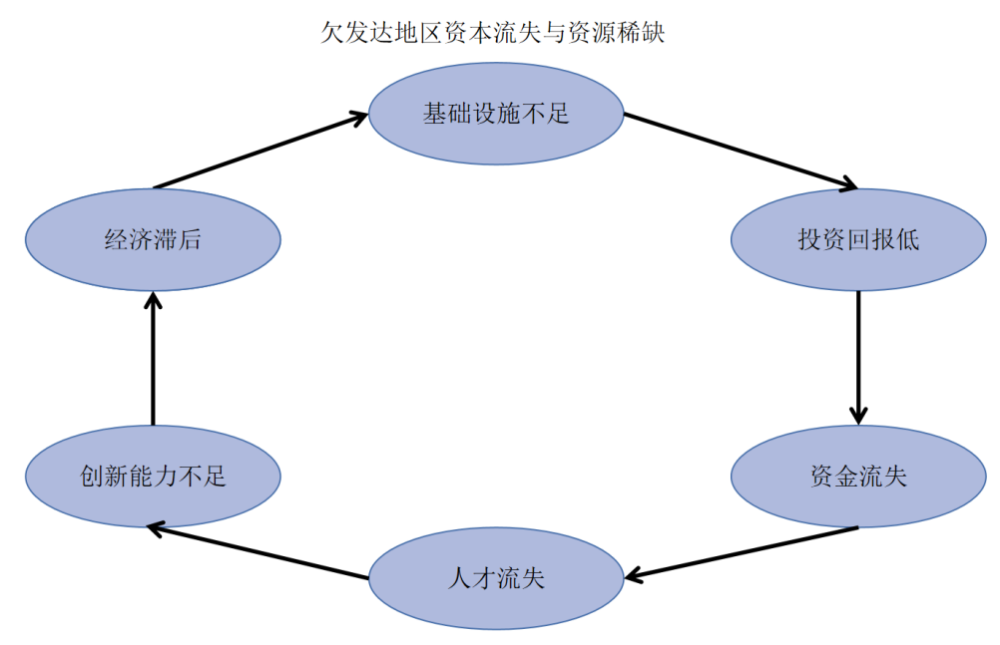 欠发达地区资本流失与资源稀缺
基础设施不足
经济滞后
投资回报低
创新能力不足
资金流失
人才流失